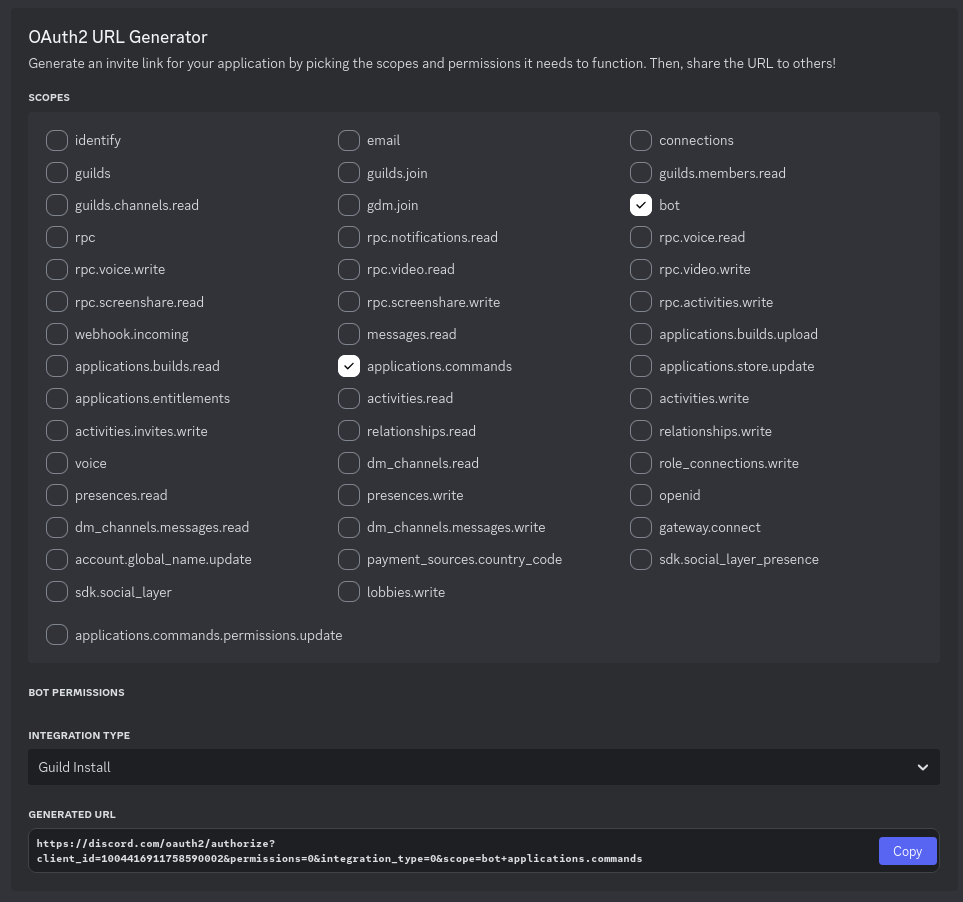 OAuth2 URL Generator
Generate an invite link for your application by picking the scopes and permissions it needs to function. Then, share the URL to others!
SCOPES
identify email connections
guilds guilds.join guilds.members.read
guilds.channels.read gdm.join bot
rpc rpc.notifications.read rpc.voice.read
rpc.voice.write rpc.video.read rpc.video.write
rpc.screenshare.read rpc.screenshare.write rpc.activities.write
webhook.incoming messages.read applications.builds.upload
applications.builds.read applications.commands applications.store.update
applications.entitlements activities.read activities.write
activities.invites.write relationships.read relationships.write
voice dm_channels.read role_connections.write
presences.read presences.write openid
dm_channels.messages.read dm_channels.messages.write gateway.connect
account.global_name.update payment_sources.country_code sdk.social_layer_presence
sdk.social_layer lobbies.write
applications.commands.permissions.update
BOT PERMISSIONS
INTEGRATION TYPE
Guild Install
GENERATED URL
https://discord.com/oauth2/authorize?
client_id=1004416911758590002&permissions=0&integration_type=0&scope=bot+applications.commands
Copy